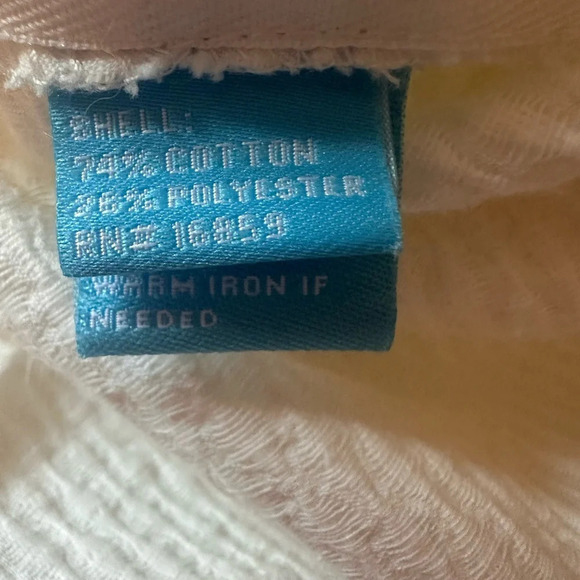 SHELL:
74% COTTON
26% POLYESTER
RN# 16859
WARM IRON IF
NEEDED